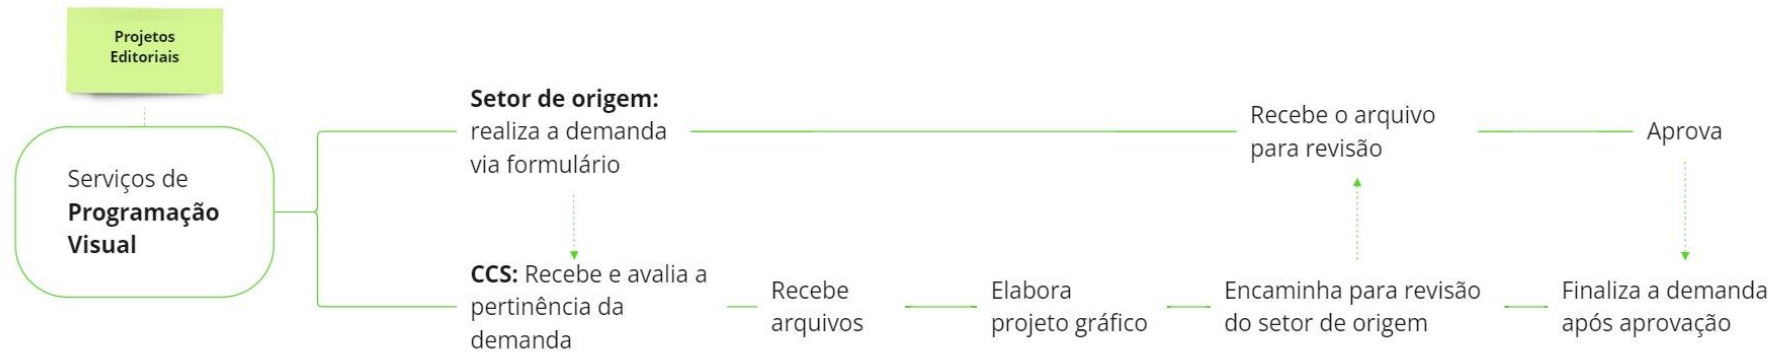 Projetos
Editoriais
Serviços de
Programação
Visual
Setor de origem:
realiza a demanda
via formulário
Recebe o arquivo
para revisão
Aprova
CCS: Recebe e avalia a
pertinência da
demanda
Recebe
arquivos
Elabora
projeto gráfico
Encaminha para revisão
do setor de origem
Finaliza a demanda
após aprovação